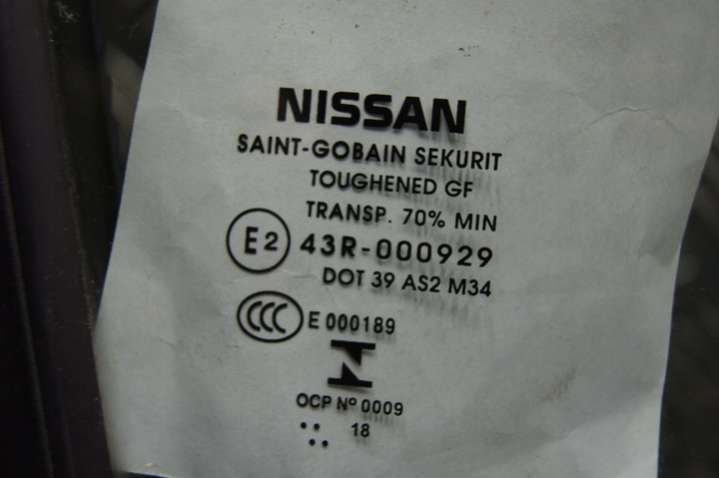 NISSAN
SAINT-GOBAIN SEKURIT
TOUGHENED GF
TRANSP. 70% MIN
E2 43R-000929
DOT 39 AS2 M34
CCC E 000189
OCP Nº 0009
18